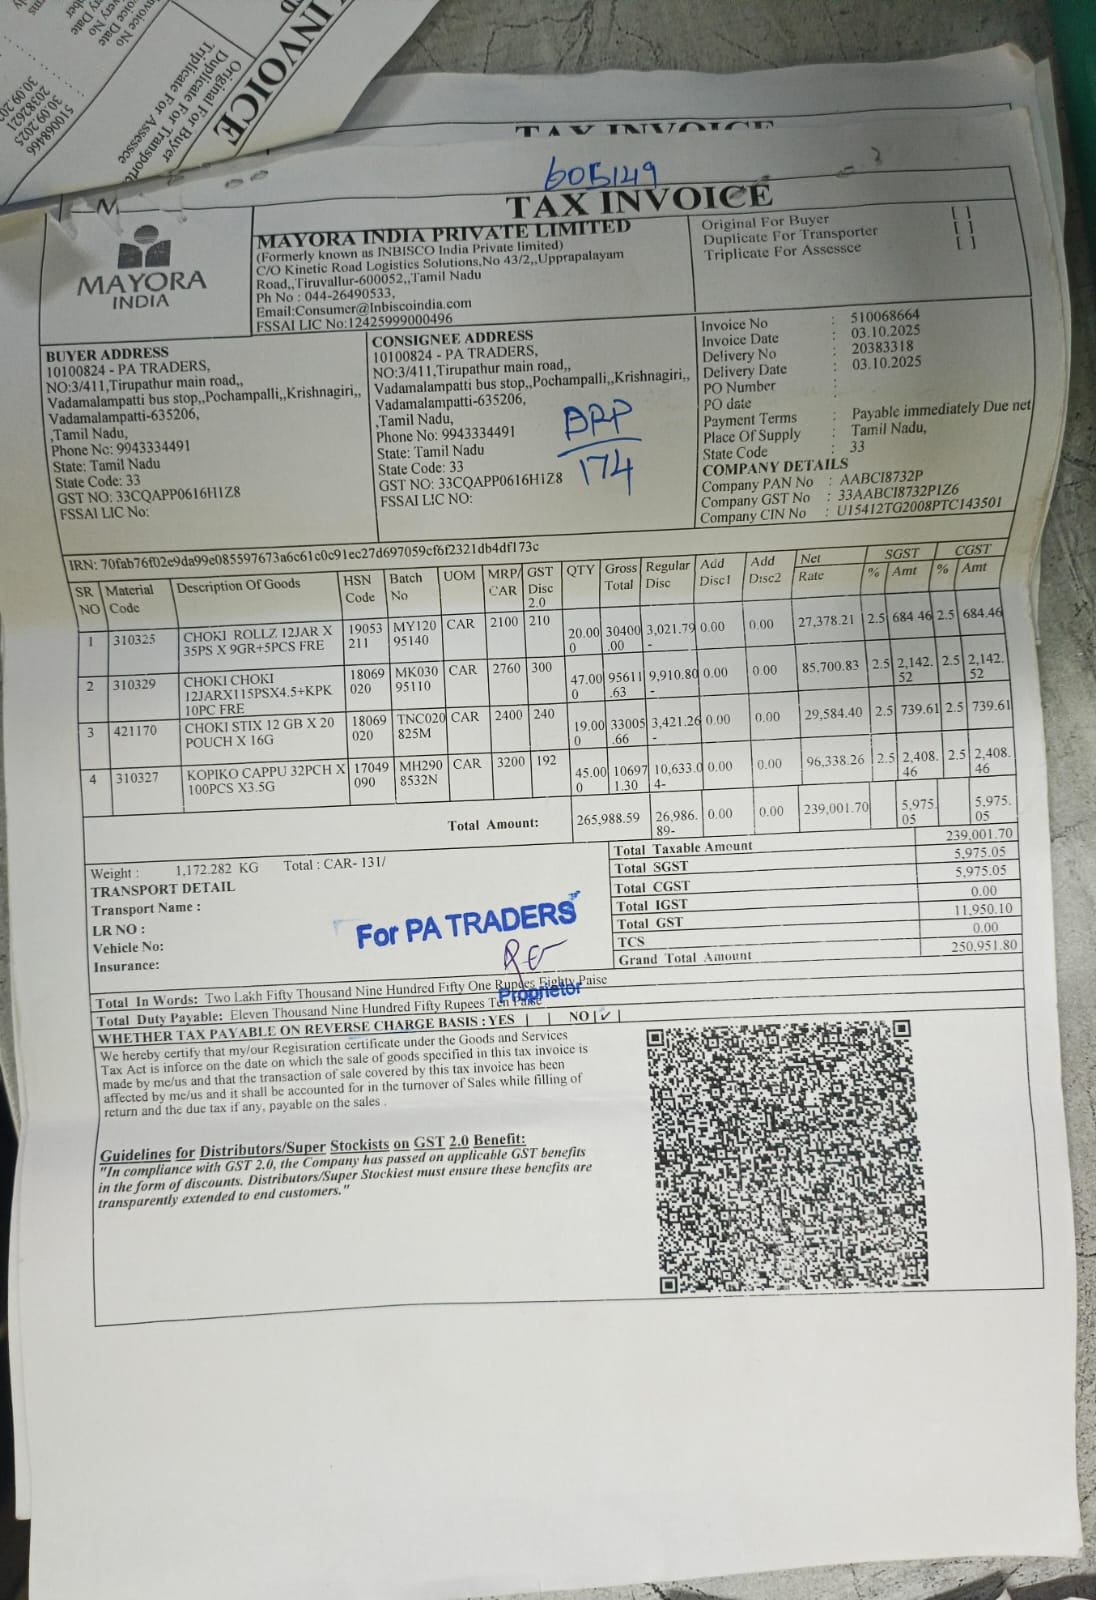 Original For Buyer
Duplicate For Transporte
Triplicate For Assessce
INVOICE
510068466
30.09.2025
20382621
TAX INVOICE
605149
TAX INVOICE
MAYORA
INDIA
MAYORA INDIA PRIVATE LIMITED
(Formerly known as INBISCO India Private limited)
C/O Kinetic Road Logistics Solutions,No 43/2,,Upprapalayam
Road,,Tiruvallur-600052,,Tamil Nadu
Ph No : 044-26490533,
Email:Consumer@Inbiscoindia.com
FSSAI LIC No:12425999000496
Original For Buyer [ ]
Duplicate For Transporter [ ]
Triplicate For Assessce [ ]
BUYER ADDRESS
10100824 - PA TRADERS,
NO:3/411,Tirupathur main road,,
Vadamalampatti bus stop,,Pochampalli,,Krishnagiri,,
Vadamalampatti-635206,
,Tamil Nadu,
Phone No: 9943334491
State: Tamil Nadu
State Code: 33
GST NO: 33CQAPP0616H1Z8
FSSAI LIC No:
CONSIGNEE ADDRESS
10100824 - PA TRADERS,
NO:3/411,Tirupathur main road,,
Vadamalampatti bus stop,,Pochampalli,,Krishnagiri,,
Vadamalampatti-635206,
,Tamil Nadu,
Phone No: 9943334491
State: Tamil Nadu
State Code: 33
GST NO: 33CQAPP0616H1Z8
FSSAI LIC NO:
BRP
174
Invoice No : 510068664
Invoice Date : 03.10.2025
Delivery No : 20383318
Delivery Date : 03.10.2025
PO Number :
PO date :
Payment Terms : Payable immediately Due net
Place Of Supply : Tamil Nadu,
State Code : 33
COMPANY DETAILS
Company PAN No : AABCI8732P
Company GST No : 33AABCI8732P1Z6
Company CIN No : U15412TG2008PTC143501
IRN: 70fab76f02e9da99e085597673a6c61c0c91ec27d697059cf6f2321db4df173c
SR NO Material Code Description Of Goods HSN Code Batch No UOM MRP/CAR GST Disc 2.0 QTY Gross Total Regular Disc Add Disc1 Add Disc2 Net Rate SGST % Amt CGST % Amt
1 310325 CHOKI ROLLZ 12JAR X 35PS X 9GR+5PCS FRE 19053211 MY12095140 CAR 2100 210 20.000 30400.00 3,021.79- 0.00 0.00 27,378.21 2.5 684.46 2.5 684.46
2 310329 CHOKI CHOKI 12JARX115PSX4.5+KPK 10PC FRE 18069020 MK03095110 CAR 2760 300 47.000 95611.63 9,910.80- 0.00 0.00 85,700.83 2.5 2,142.52 2.5 2,142.52
3 421170 CHOKI STIX 12 GB X 20 POUCH X 16G 18069020 TNC020825M CAR 2400 240 19.000 33005.66 3,421.26- 0.00 0.00 29,584.40 2.5 739.61 2.5 739.61
4 310327 KOPIKO CAPPU 32PCH X 100PCS X3.5G 17049090 MH2908532N CAR 3200 192 45.000 106971.30 10,633.04- 0.00 0.00 96,338.26 2.5 2,408.46 2.5 2,408.46
Total Amount: 265,988.59 26,986.89- 0.00 0.00 239,001.70 5,975.05 5,975.05
Weight : 1,172.282 KG Total : CAR- 131/
TRANSPORT DETAIL
Transport Name :
LR NO :
Vehicle No:
Insurance:
For PA TRADERS
Proprietor
Total Taxable Amount 239,001.70
Total SGST 5,975.05
Total CGST 5,975.05
Total IGST 0.00
Total GST 11,950.10
TCS 0.00
Grand Total Amount 250,951.80
Total In Words: Two Lakh Fifty Thousand Nine Hundred Fifty One Rupees Eighty Paise
Total Duty Payable: Eleven Thousand Nine Hundred Fifty Rupees Ten Paise
WHETHER TAX PAYABLE ON REVERSE CHARGE BASIS : YES [ ] NO [✓]
We hereby certify that my/our Regisration certificate under the Goods and Services
Tax Act is inforce on the date on which the sale of goods specified in this tax invoice is
made by me/us and that the transaction of sale covered by this tax invoice has been
affected by me/us and it shall be accounted for in the turnover of Sales while filling of
return and the due tax if any, payable on the sales .
Guidelines for Distributors/Super Stockists on GST 2.0 Benefit:
"In compliance with GST 2.0, the Company has passed on applicable GST benefits
in the form of discounts. Distributors/Super Stockiest must ensure these benefits are
transparently extended to end customers."